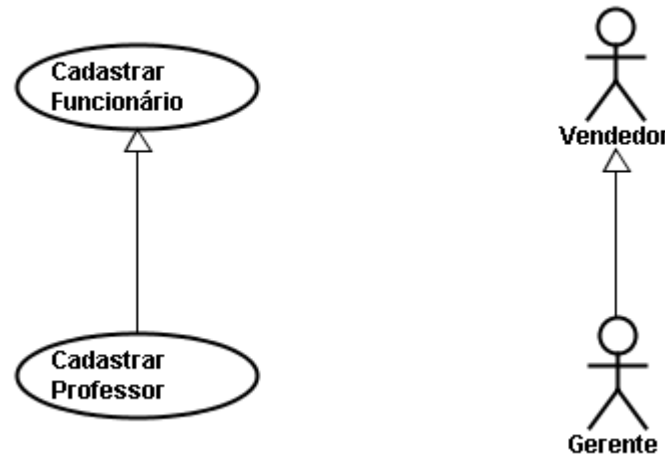 Cadastrar
Funcionário
Vendedor
Cadastrar
Professor
Gerente